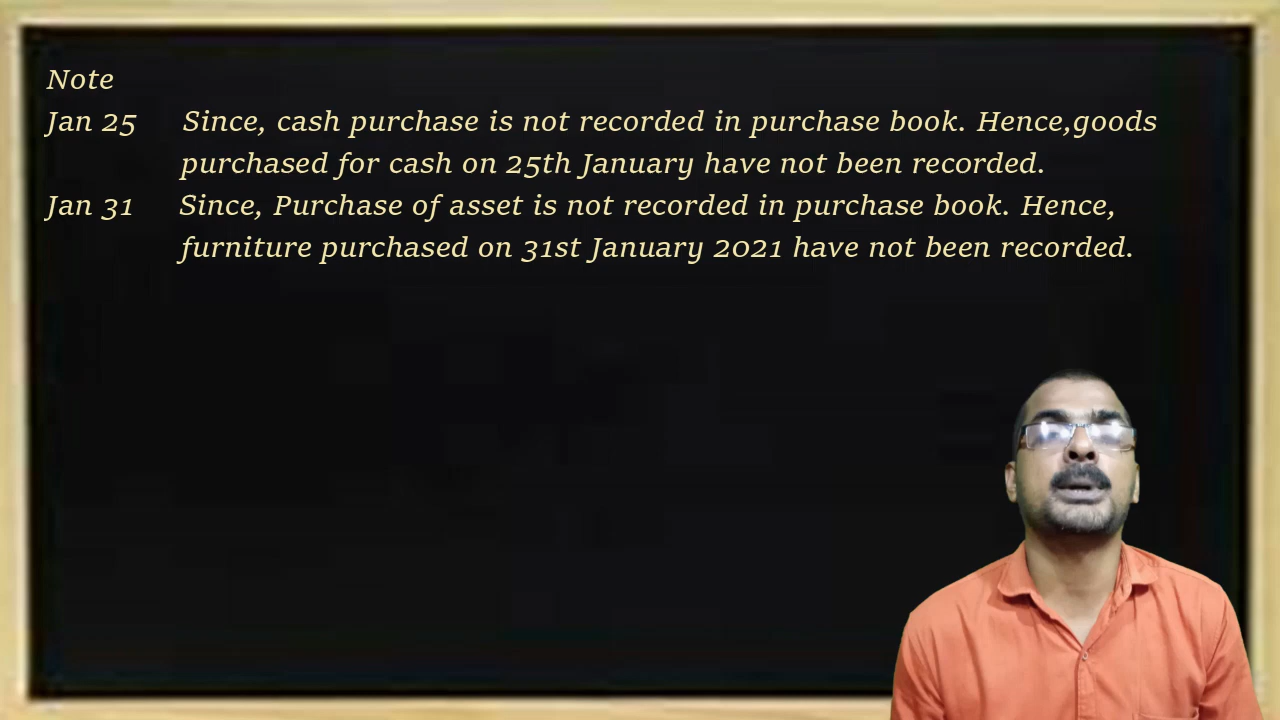 Note
Jan 25 Since, cash purchase is not recorded in purchase book. Hence,goods
purchased for cash on 25th January have not been recorded.
Jan 31 Since, Purchase of asset is not recorded in purchase book. Hence,
furniture purchased on 31st January 2021 have not been recorded.